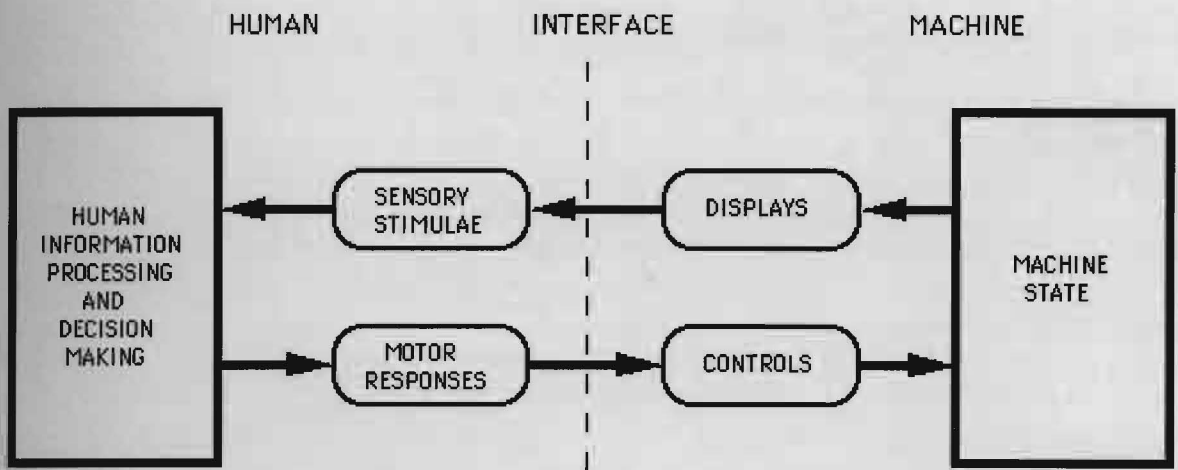 HUMAN
INTERFACE
MACHINE
HUMAN
INFORMATION
PROCESSING
AND
DECISION
MAKING
SENSORY
STIMULAE
DISPLAYS
MACHINE
STATE
MOTOR
RESPONSES
CONTROLS